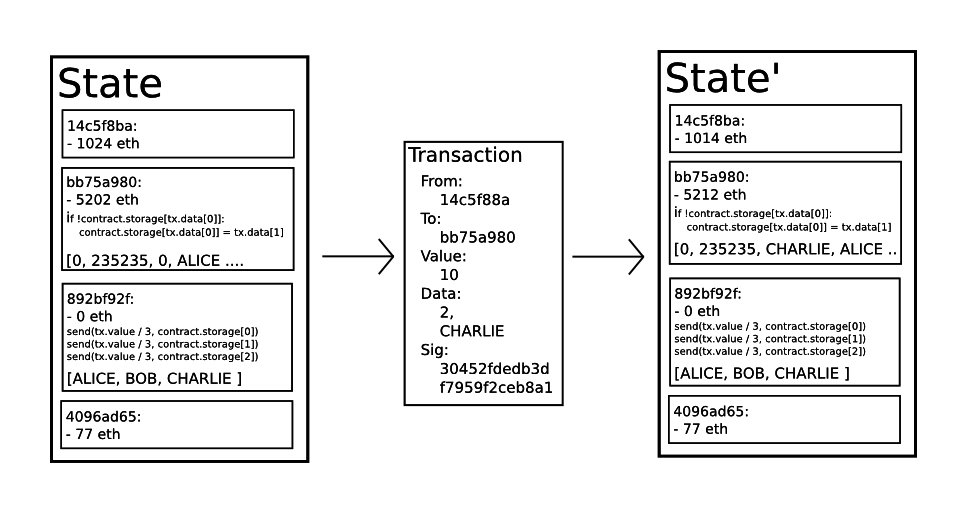 State
14c5f8ba:
- 1024 eth
bb75a980:
- 5202 eth
if !contract.storage[tx.data[0]]:
contract.storage[tx.data[0]] = tx.data[1]
[0, 235235, 0, ALICE ....
892bf92f:
- 0 eth
send(tx.value / 3, contract.storage[0])
send(tx.value / 3, contract.storage[1])
send(tx.value / 3, contract.storage[2])
[ALICE, BOB, CHARLIE ]
4096ad65:
- 77 eth
Transaction
From:
14c5f88a
To:
bb75a980
Value:
10
Data:
2,
CHARLIE
Sig:
30452fdedb3d
f7959f2ceb8a1
State'
14c5f8ba:
- 1014 eth
bb75a980:
- 5212 eth
if !contract.storage[tx.data[0]]:
contract.storage[tx.data[0]] = tx.data[1]
[0, 235235, CHARLIE, ALICE ..
892bf92f:
- 0 eth
send(tx.value / 3, contract.storage[0])
send(tx.value / 3, contract.storage[1])
send(tx.value / 3, contract.storage[2])
[ALICE, BOB, CHARLIE ]
4096ad65:
- 77 eth